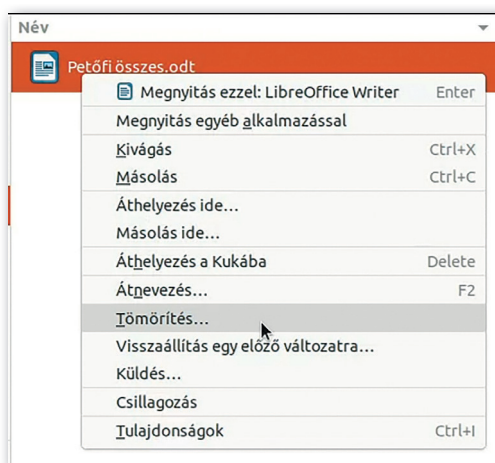 Név
Petőfi összes.odt
Megnyitás ezzel: LibreOffice Writer Enter
Megnyitás egyéb alkalmazással
Kivágás Ctrl+X
Másolás Ctrl+C
Áthelyezés ide...
Másolás ide...
Áthelyezés a Kukába Delete
Átnevezés... F2
Tömörítés...
Visszaállítás egy előző változatra...
Küldés...
Csillagozás
Tulajdonságok Ctrl+I